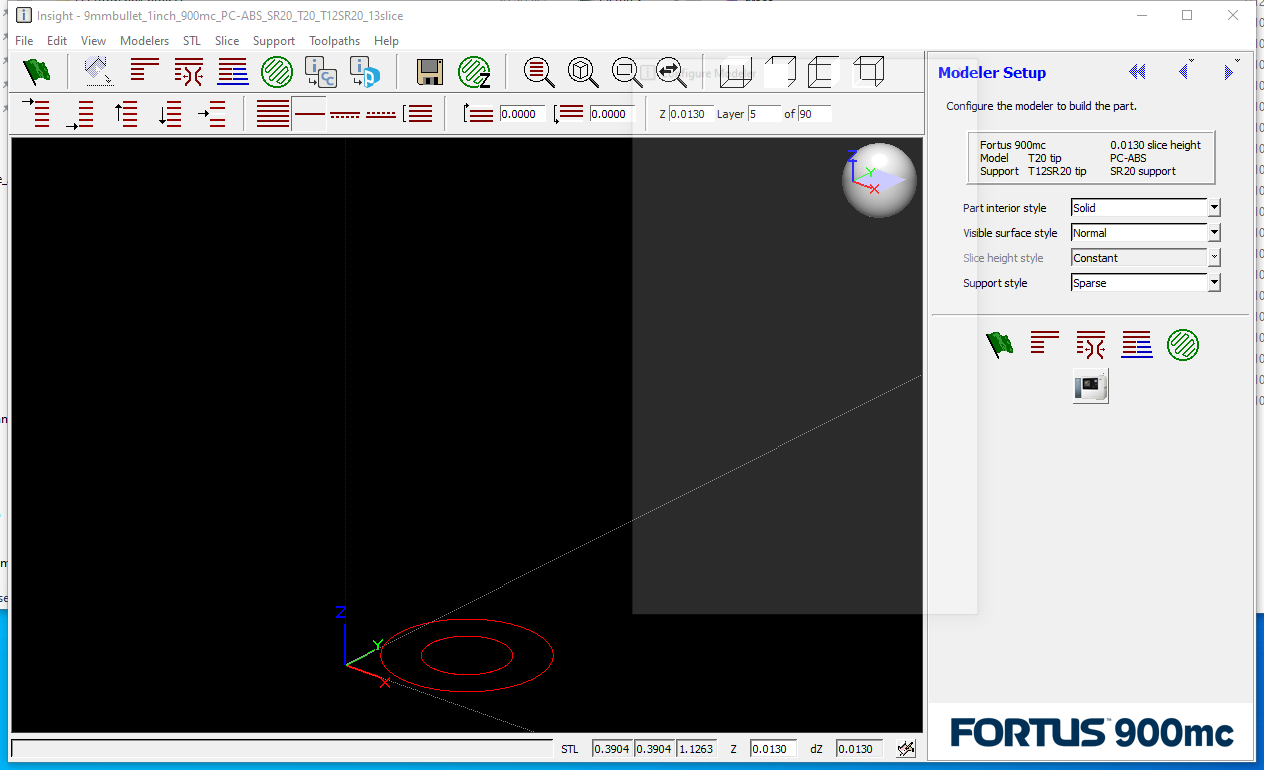 Insight - 9mmbullet_1inch_900mc_PC-ABS_SR20_T20_T12SR20_13slice
File Edit View Modelers STL Slice Support Toolpaths Help
i CC i p Z
0.0000 0.0000 Z 0.0130 Layer 5 of 90
Z Y X
Z Y X
STL 0.3904 0.3904 1.1263 Z 0.0130 dZ 0.0130
Modeler Setup
Configure the modeler to build the part.
Fortus 900mc 0.0130 slice height
Model T20 tip PC-ABS
Support T12SR20 tip SR20 support
Part interior style Solid
Visible surface style Normal
Slice height style Constant
Support style Sparse
FORTUS™ 900mc